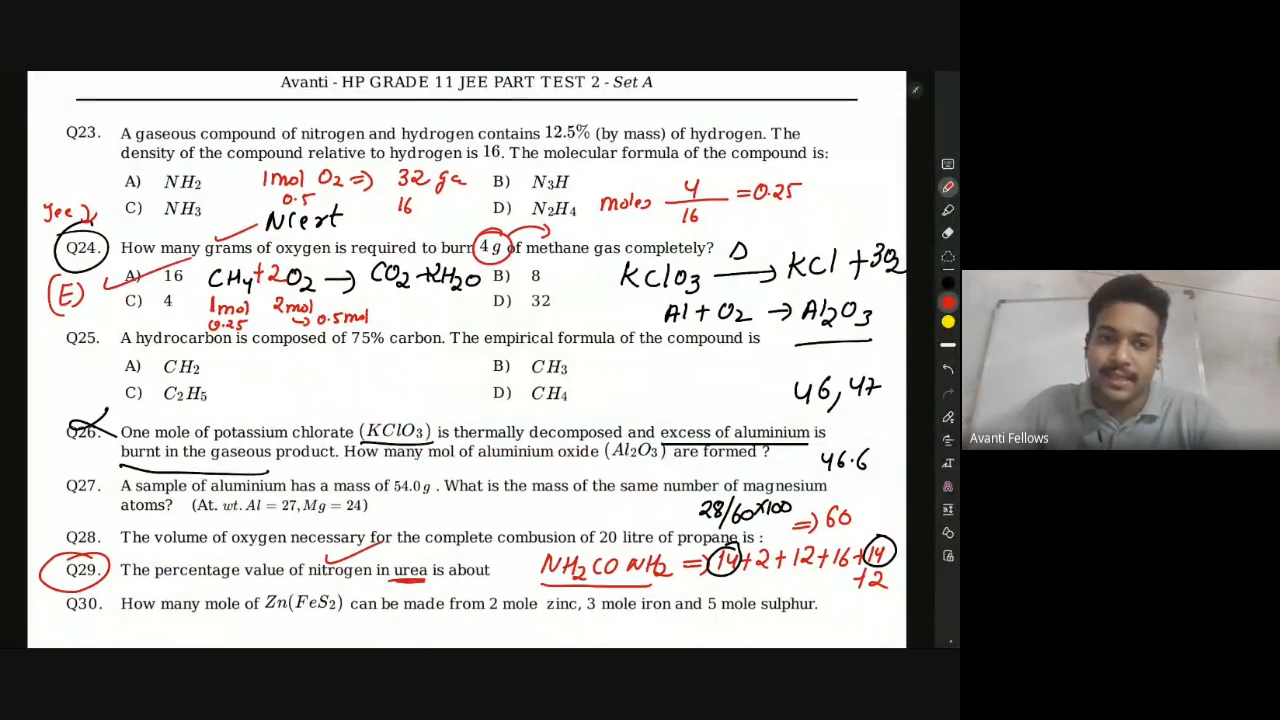 Avanti - HP GRADE 11 JEE PART TEST 2 - Set A
Q23. A gaseous compound of nitrogen and hydrogen contains 12.5% (by mass) of hydrogen. The
density of the compound relative to hydrogen is 16. The molecular formula of the compound is:
A) NH₂ B) N₃H
1mol O₂ => 32
C) NH₃ D) N₂H₄
0.5 16
moles 4/16 = 0.25
Ncert
Q24. How many grams of oxygen is required to burn 4 g of methane gas completely?
A) 16 B) 8
CH₄ + 2O₂ → CO₂ + 2H₂O
KClO₃ —Δ→ KCl + 3O₂
(E)
C) 4 D) 32
1mol 2mol
0.25 → 0.5mol
Al + O₂ → Al₂O₃
Q25. A hydrocarbon is composed of 75% carbon. The empirical formula of the compound is
A) CH₂ B) CH₃
C) C₂H₅ D) CH₄
46, 47
Q26. One mole of potassium chlorate (KClO₃) is thermally decomposed and excess of aluminium is
burnt in the gaseous product. How many mol of aluminium oxide (Al₂O₃) are formed ?
46.6
Q27. A sample of aluminium has a mass of 54.0 g . What is the mass of the same number of magnesium
atoms? (At. wt. Al = 27, Mg = 24)
28/60 × 100 => 60
Q28. The volume of oxygen necessary for the complete combusion of 20 litre of propane is :
Q29. The percentage value of nitrogen in urea is about
NH₂CONH₂ => 14+2+12+16+14
+2
Q30. How many mole of Zn(FeS₂) can be made from 2 mole zinc, 3 mole iron and 5 mole sulphur.
Avanti Fellows